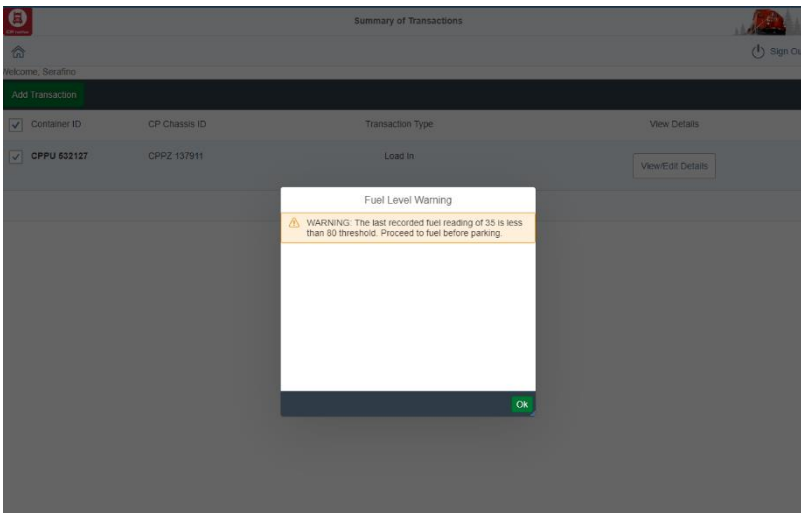 Summary of Transactions
Sign Ou
Welcome, Serafino
Add Transaction
Container ID CP Chassis ID Transaction Type View Details
CPPU 532127 CPPZ 137911 Load In View/Edit Details
Fuel Level Warning
WARNING: The last recorded fuel reading of 35 is less
than 80 threshold. Proceed to fuel before parking.
Ok